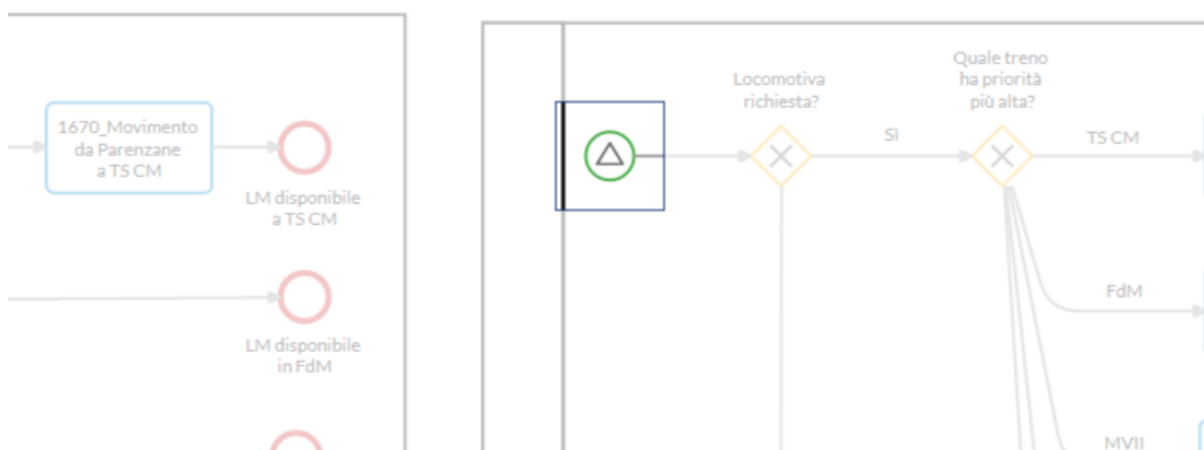 1670_Movimento
da Parenzane
a TS CM
LM disponibile
a TS CM
LM disponibile
in FdM
Locomotiva
richiesta?
Quale treno
ha priorità
più alta?
SI
TS CM
FdM
MVII